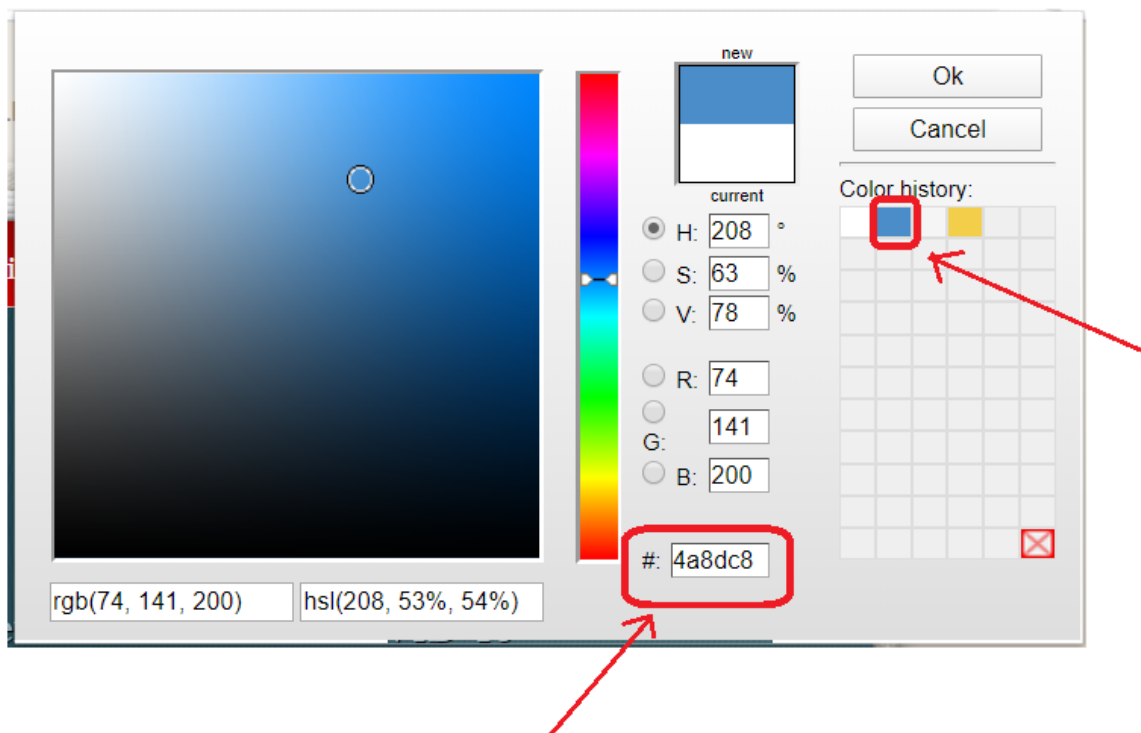 new
current
Ok
Cancel
Color history:
H: 208 °
S: 63 %
V: 78 %
R: 74
G: 141
B: 200
#: 4a8dc8
rgb(74, 141, 200)
hsl(208, 53%, 54%)